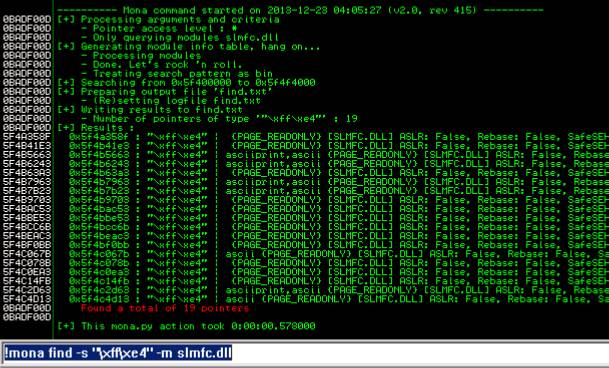 ---------- Mona command started on 2013-12-23 04:05:27 (v2.0, rev 415) ----------
0BADF00D [+] Processing arguments and criteria
0BADF00D - Pointer access level : #
0BADF00D - Only querying modules slmfc.dll
0BADF00D [+] Generating module info table, hang on...
0BADF00D - Processing modules
0BADF00D - Done. Let's rock 'n roll.
0BADF00D - Treating search pattern as bin
0BADF00D [+] Searching from 0x5f400000 to 0x5f4f4000
0BADF00D [+] Preparing output file 'find.txt'
0BADF00D - (Re)setting logfile find.txt
0BADF00D [+] Writing results to find.txt
0BADF00D - Number of pointers of type '"\xff\xe4"' : 19
0BADF00D [+] Results :
5F4A358F 0x5f4a358f : "\xff\xe4" | {PAGE_READONLY} [SLMFC.DLL] ASLR: False, Rebase: False, SafeSEH
5F4B41E3 0x5f4b41e3 : "\xff\xe4" | {PAGE_READONLY} [SLMFC.DLL] ASLR: False, Rebase: False, SafeSEH
5F4B5663 0x5f4b5663 : "\xff\xe4" | asciiprint,ascii {PAGE_READONLY} [SLMFC.DLL] ASLR: False, Rebase
5F4B6243 0x5f4b6243 : "\xff\xe4" | asciiprint,ascii {PAGE_READONLY} [SLMFC.DLL] ASLR: False, Rebase
5F4B63A3 0x5f4b63a3 : "\xff\xe4" | {PAGE_READONLY} [SLMFC.DLL] ASLR: False, Rebase: False, SafeSEH
5F4B7963 0x5f4b7963 : "\xff\xe4" | asciiprint,ascii {PAGE_READONLY} [SLMFC.DLL] ASLR: False, Rebase
5F4B7B23 0x5f4b7b23 : "\xff\xe4" | asciiprint,ascii {PAGE_READONLY} [SLMFC.DLL] ASLR: False, Rebase
5F4B9703 0x5f4b9703 : "\xff\xe4" | {PAGE_READONLY} [SLMFC.DLL] ASLR: False, Rebase: False, SafeSEH
5F4BAC53 0x5f4bac53 : "\xff\xe4" | {PAGE_READONLY} [SLMFC.DLL] ASLR: False, Rebase: False, SafeSEH
5F4BBE53 0x5f4bbe53 : "\xff\xe4" | {PAGE_READONLY} [SLMFC.DLL] ASLR: False, Rebase: False, SafeSEH
5F4BCC6B 0x5f4bcc6b : "\xff\xe4" | {PAGE_READONLY} [SLMFC.DLL] ASLR: False, Rebase: False, SafeSEH
5F4BEAC3 0x5f4beac3 : "\xff\xe4" | {PAGE_READONLY} [SLMFC.DLL] ASLR: False, Rebase: False, SafeSEH
5F4BF0BB 0x5f4bf0bb : "\xff\xe4" | {PAGE_READONLY} [SLMFC.DLL] ASLR: False, Rebase: False, SafeSEH
5F4C067B 0x5f4c067b : "\xff\xe4" | ascii {PAGE_READONLY} [SLMFC.DLL] ASLR: False, Rebase: False, Sa
5F4C078B 0x5f4c078b : "\xff\xe4" | {PAGE_READONLY} [SLMFC.DLL] ASLR: False, Rebase: False, SafeSEH
5F4C0EA3 0x5f4c0ea3 : "\xff\xe4" | {PAGE_READONLY} [SLMFC.DLL] ASLR: False, Rebase: False, SafeSEH
5F4C14FB 0x5f4c14fb : "\xff\xe4" | {PAGE_READONLY} [SLMFC.DLL] ASLR: False, Rebase: False, SafeSEH
5F4C2D63 0x5f4c2d63 : "\xff\xe4" | ascii {PAGE_READONLY} [SLMFC.DLL] ASLR: False, Rebase: False, Sa
5F4C4D13 0x5f4c4d13 : "\xff\xe4" | ascii {PAGE_READONLY} [SLMFC.DLL] ASLR: False, Rebase: False, Sa
0BADF00D Found a total of 19 pointers
0BADF00D
[+] This mona.py action took 0:00:00.578000
!mona find -s "\xff\xe4" -m slmfc.dll